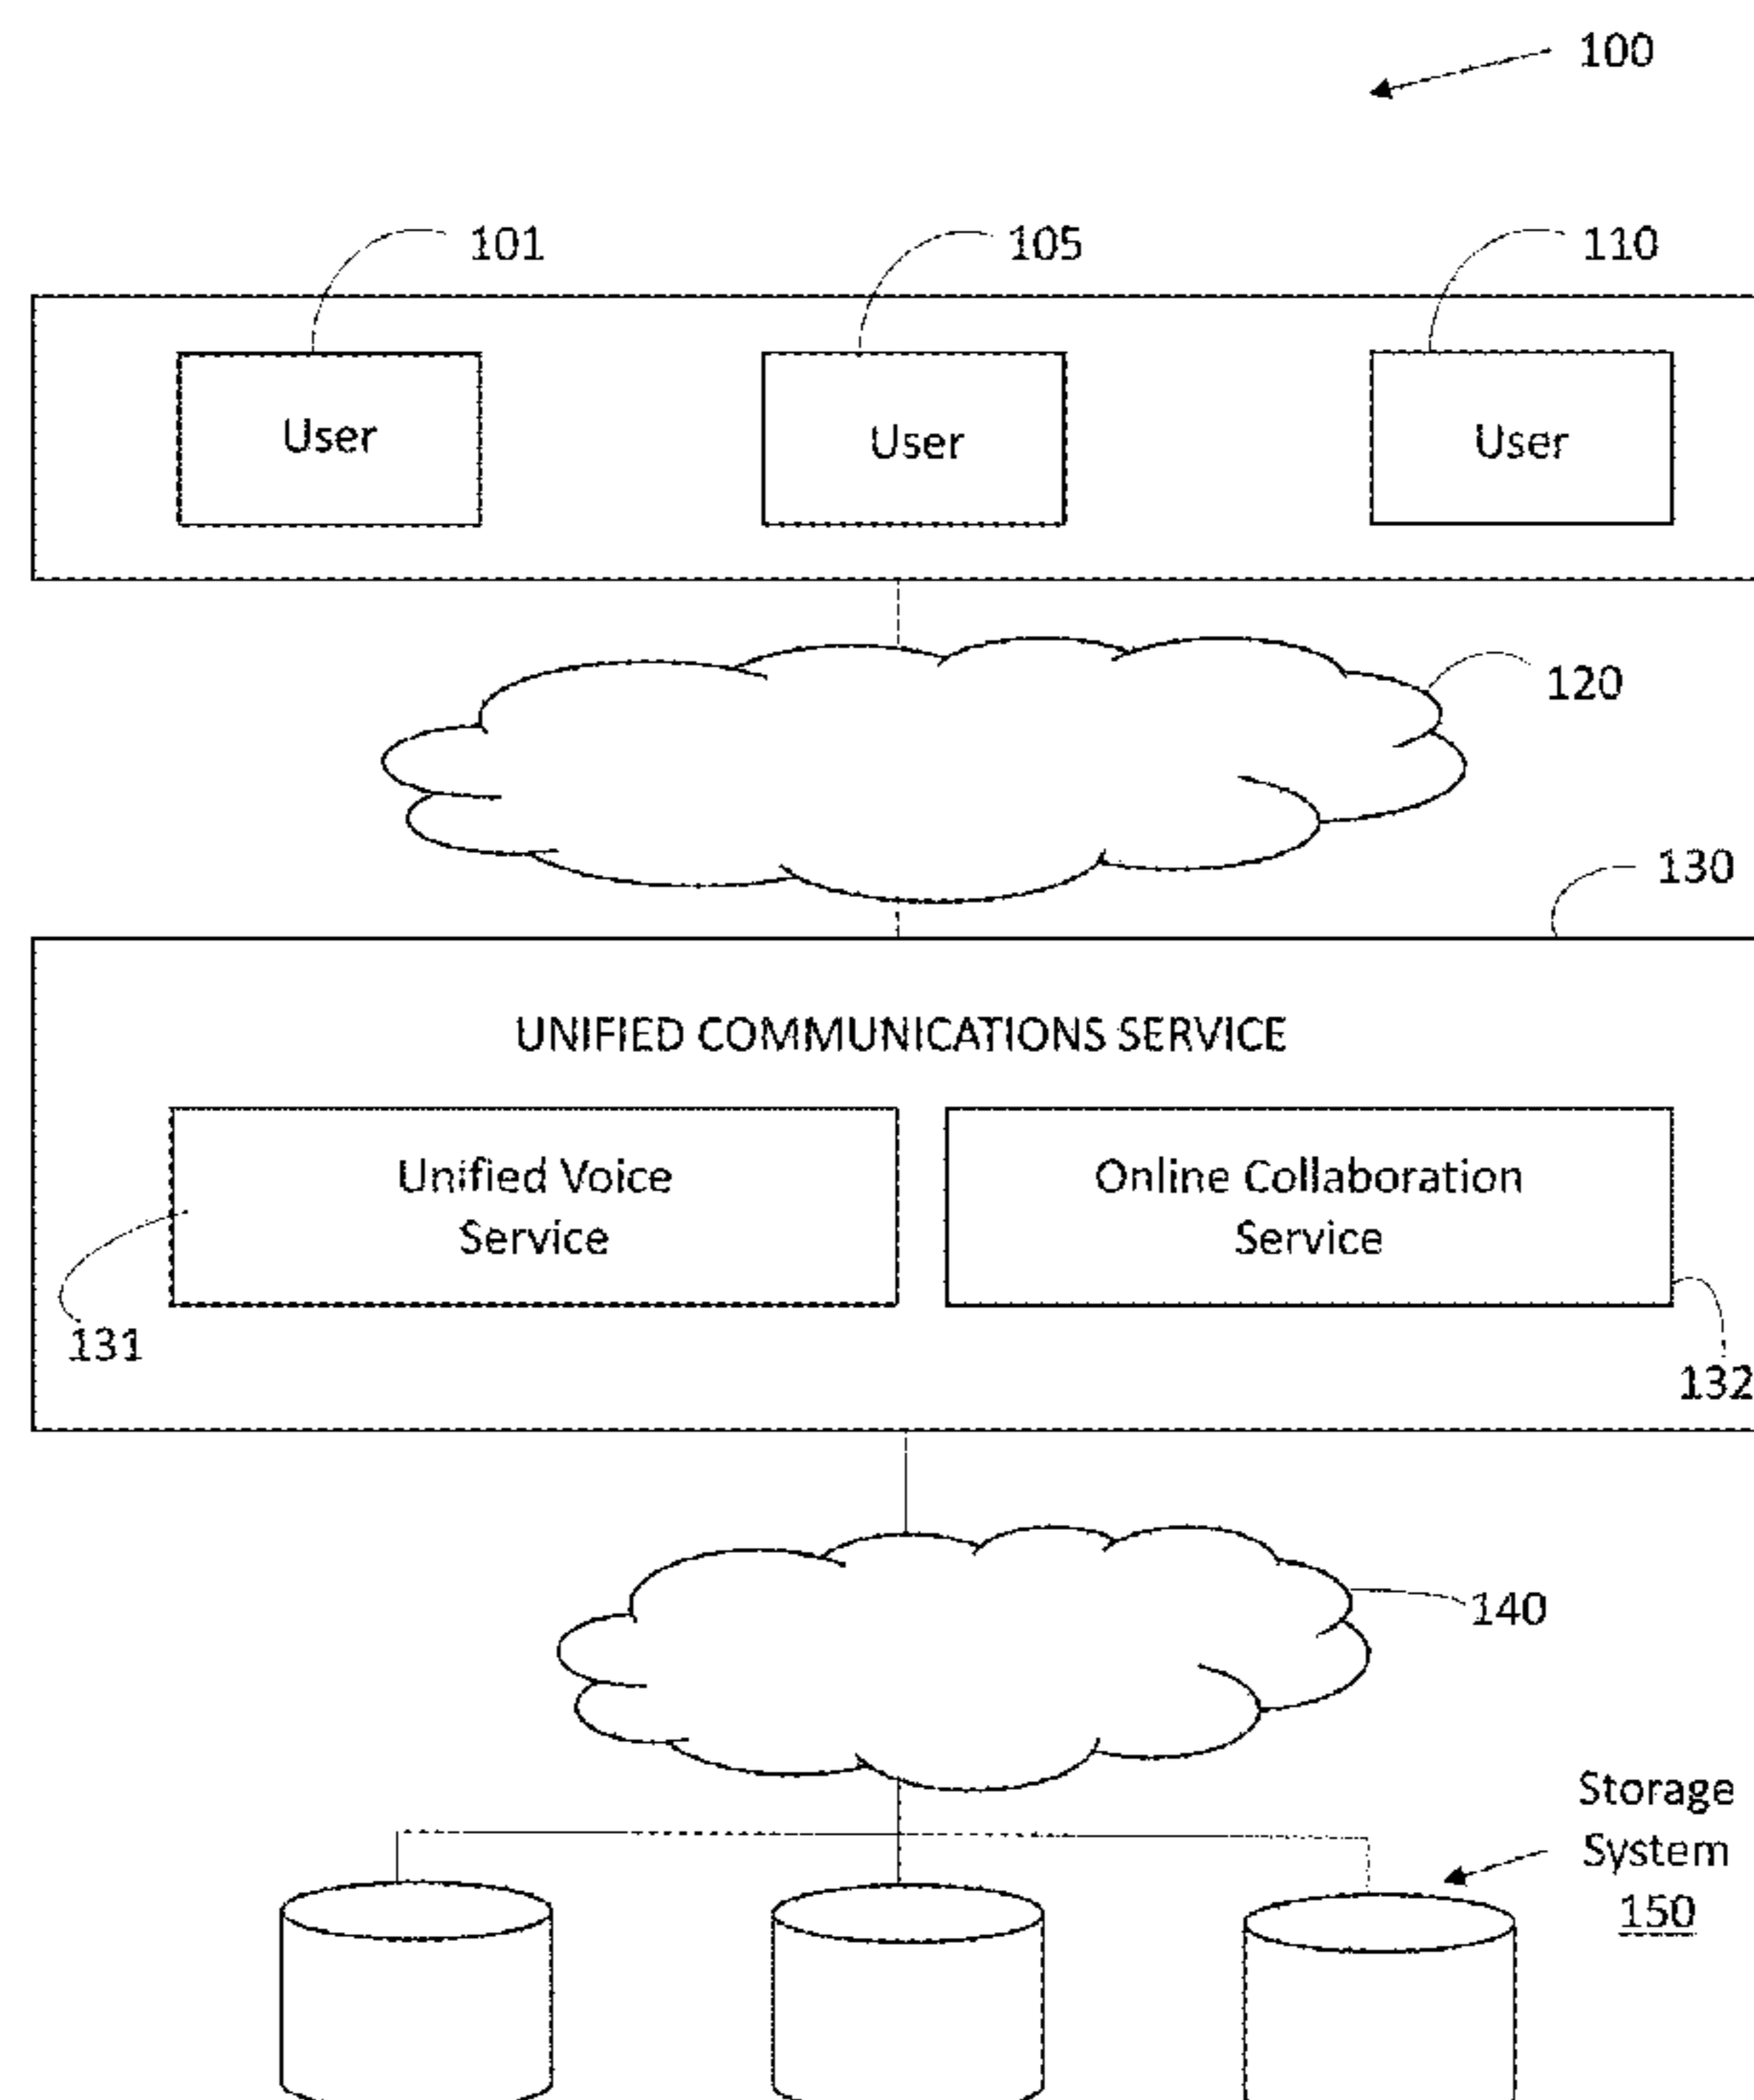 100
101
105
110
User
User
User
120
130
UNIFIED COMMUNICATIONS SERVICE
Unified Voice
Service
Online Collaboration
Service
131
132
140
Storage
System
150